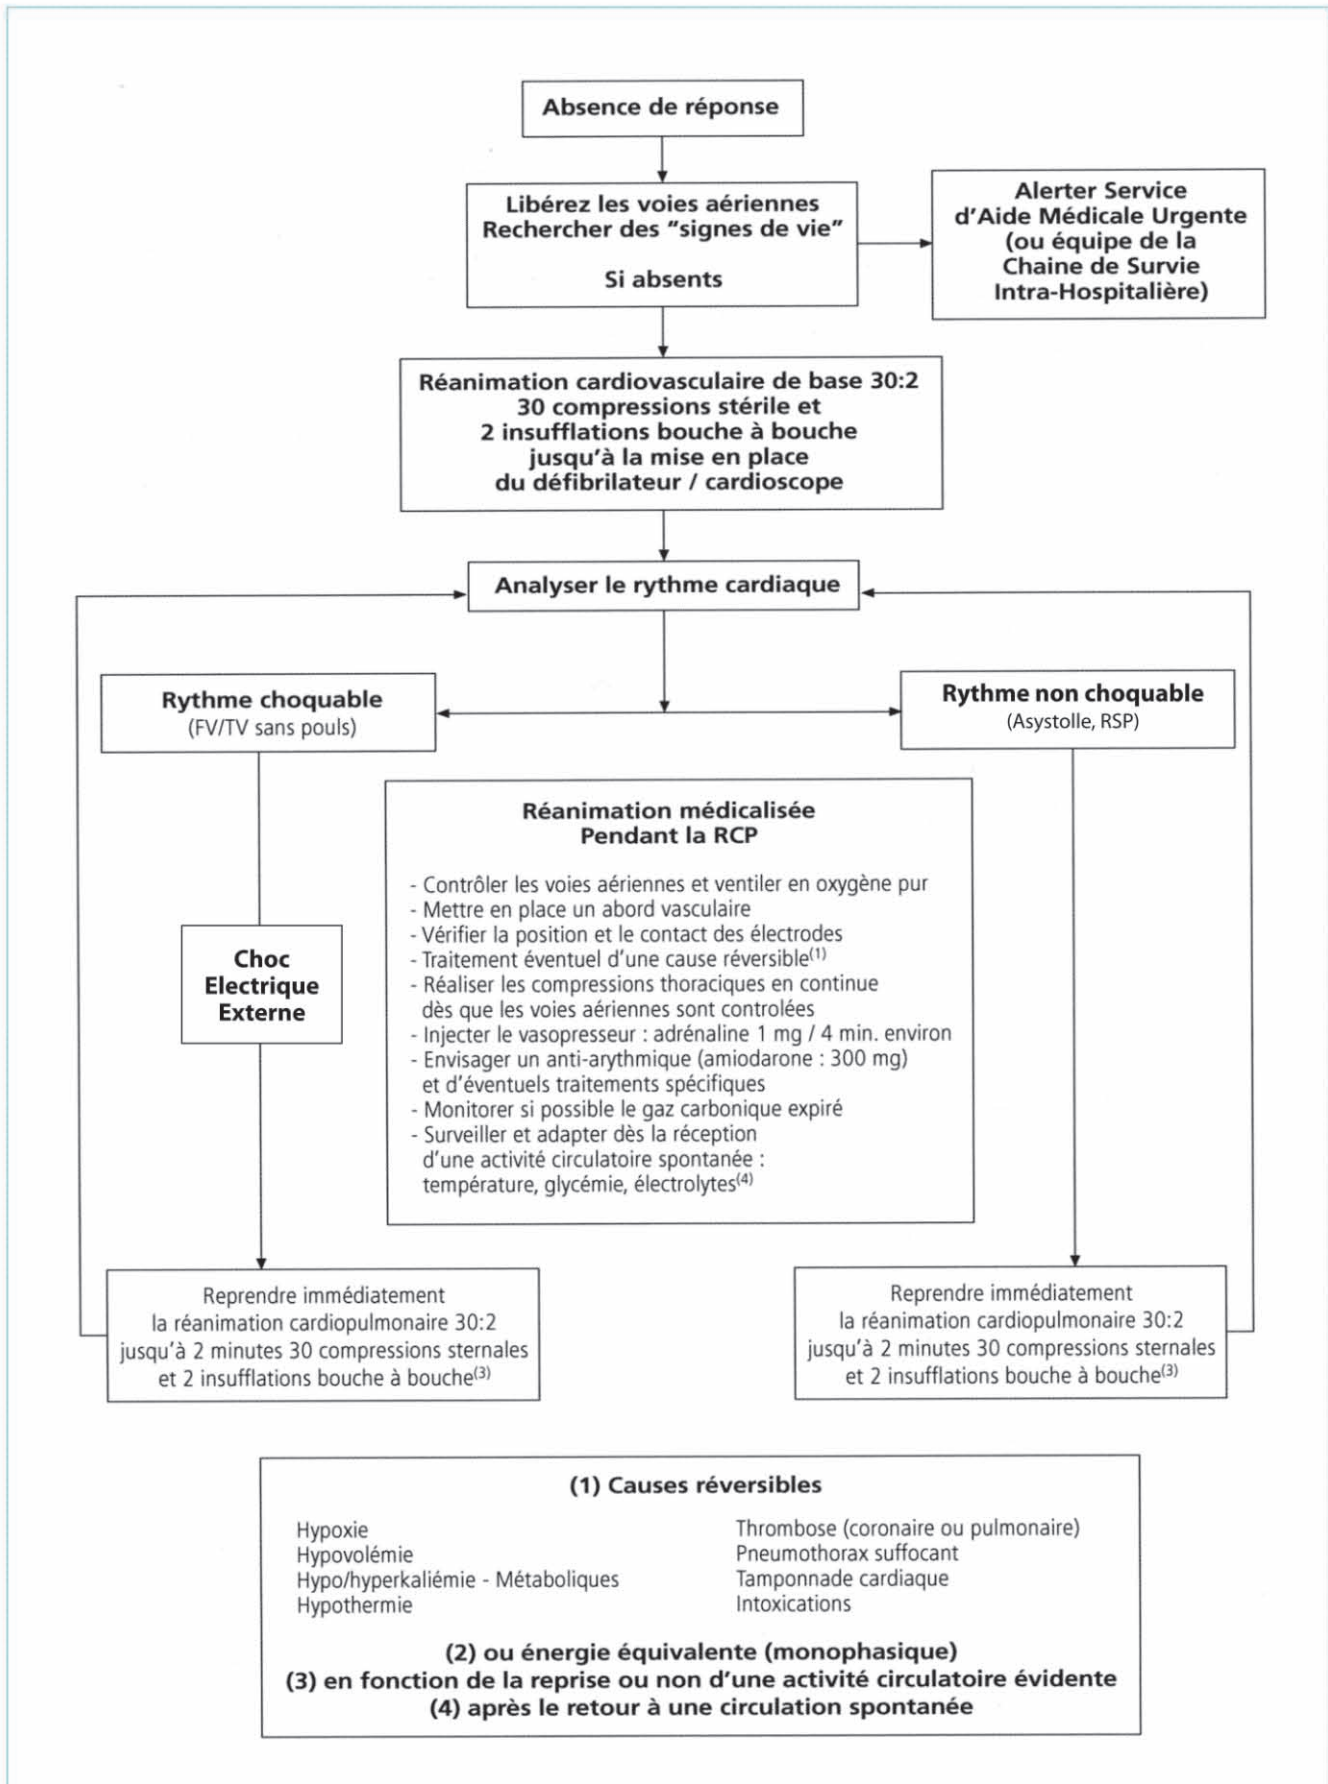 Absence de réponse
Libérez les voies aériennes
Rechercher des "signes de vie"
Si absents
Alerter Service
d'Aide Médicale Urgente
(ou équipe de la
Chaine de Survie
Intra-Hospitalière)
Réanimation cardiovasculaire de base 30:2
30 compressions stérile et
2 insufflations bouche à bouche
jusqu'à la mise en place
du défibrilateur / cardioscope
Analyser le rythme cardiaque
Rythme choquable
(FV/TV sans pouls)
Rythme non choquable
(Asystolle, RSP)
Choc
Electrique
Externe
Réanimation médicalisée
Pendant la RCP
- Contrôler les voies aériennes et ventiler en oxygène pur
- Mettre en place un abord vasculaire
- Vérifier la position et le contact des électrodes
- Traitement éventuel d'une cause réversible(1)
- Réaliser les compressions thoraciques en continue
dès que les voies aériennes sont controlées
- Injecter le vasopresseur : adrénaline 1 mg / 4 min. environ
- Envisager un anti-arythmique (amiodarone : 300 mg)
et d'éventuels traitements spécifiques
- Monitorer si possible le gaz carbonique expiré
- Surveiller et adapter dès la réception
d'une activité circulatoire spontanée :
température, glycémie, électrolytes(4)
Reprendre immédiatement
la réanimation cardiopulmonaire 30:2
jusqu'à 2 minutes 30 compressions sternales
et 2 insufflations bouche à bouche(3)
Reprendre immédiatement
la réanimation cardiopulmonaire 30:2
jusqu'à 2 minutes 30 compressions sternales
et 2 insufflations bouche à bouche(3)
(1) Causes réversibles
Hypoxie
Hypovolémie
Hypo/hyperkaliémie - Métaboliques
Hypothermie
Thrombose (coronaire ou pulmonaire)
Pneumothorax suffocant
Tamponnade cardiaque
Intoxications
(2) ou énergie équivalente (monophasique)
(3) en fonction de la reprise ou non d'une activité circulatoire évidente
(4) après le retour à une circulation spontanée